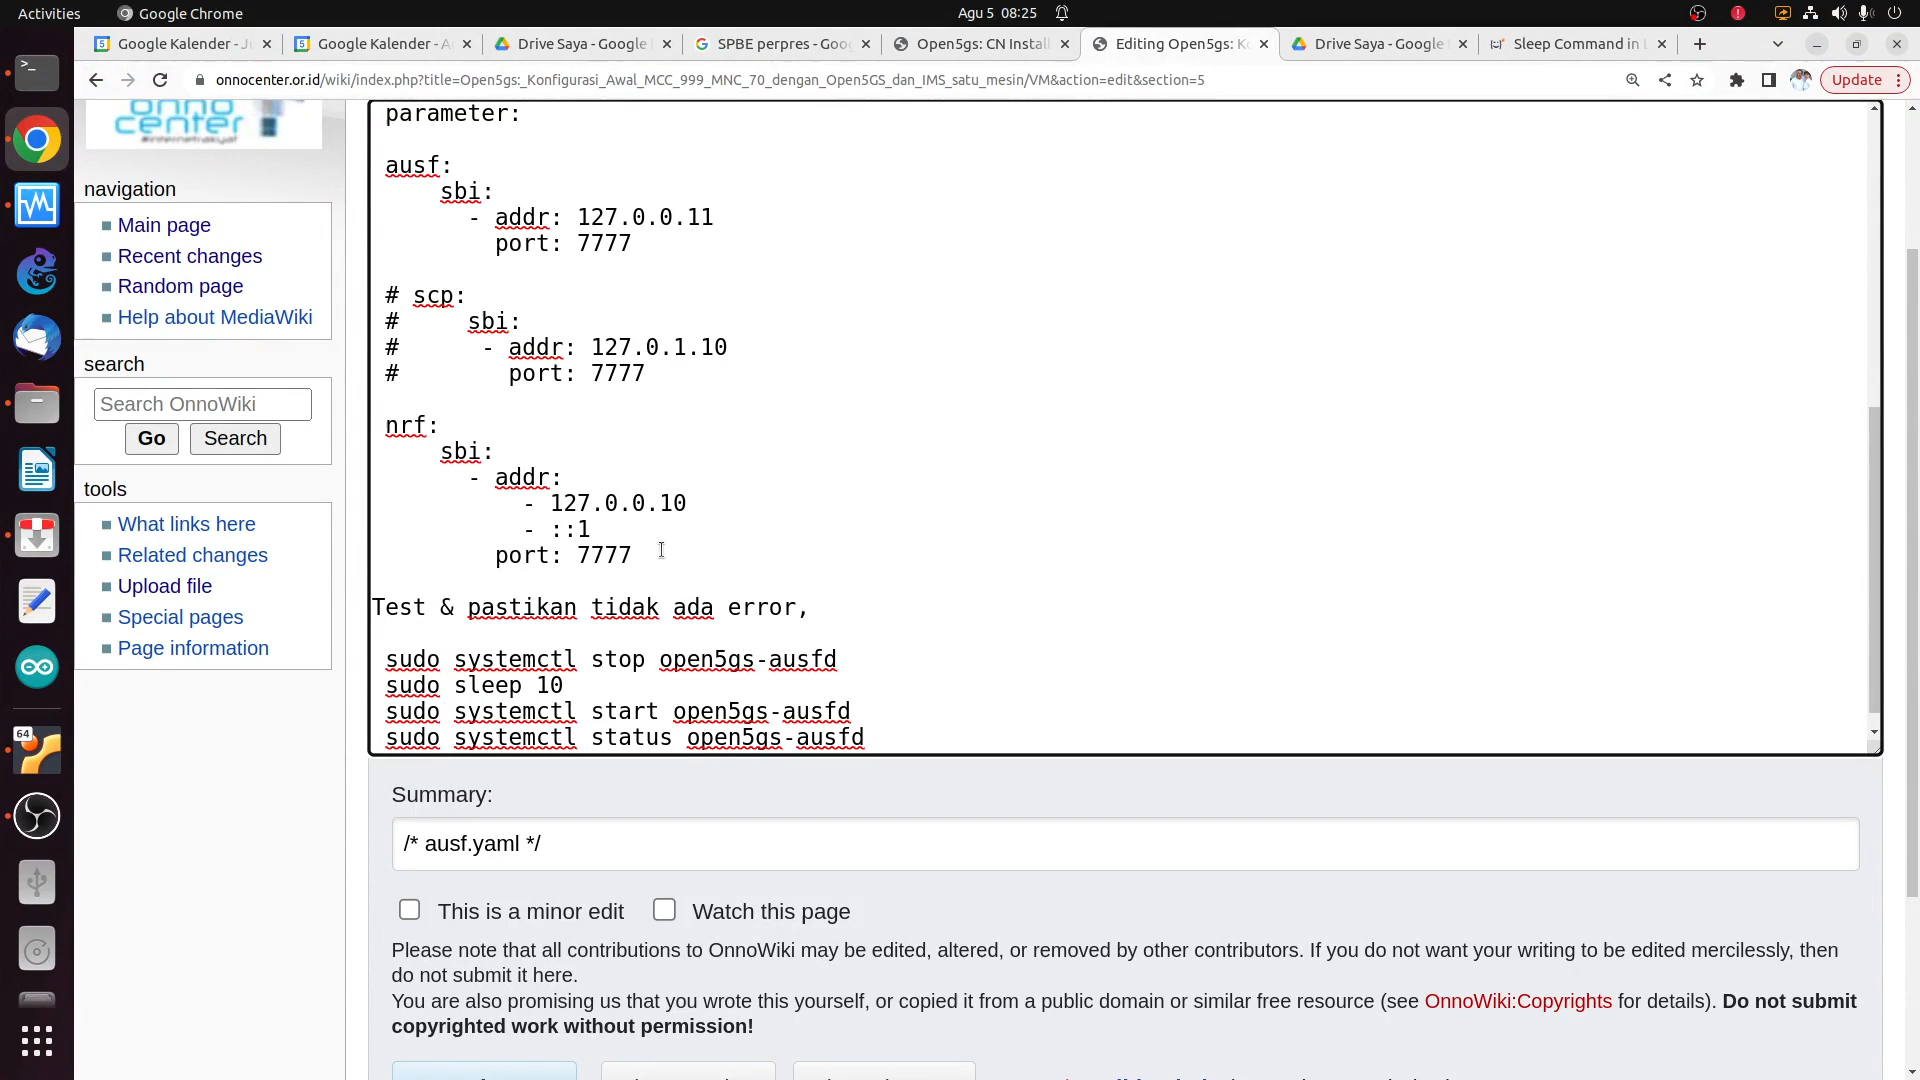 Activities
Google Chrome
Agu 5 08:25
Google Kalender - J
Google Kalender - A
Drive Saya - Google
SPBE perpres - Goo
Open5gs: CN Install
Editing Open5gs: Ko
Drive Saya - Google
Sleep Command in L
onnocenter.or.id/wiki/index.php?title=Open5gs:_Konfigurasi_Awal_MCC_999_MNC_70_dengan_Open5GS_dan_IMS_satu_mesin/VM&action=edit&section=5
Update
onno
center
#internetrakyat
navigation
Main page
Recent changes
Random page
Help about MediaWiki
search
Search OnnoWiki
Go
Search
tools
What links here
Related changes
Upload file
Special pages
Page information
64
parameter:
ausf:
sbi:
- addr: 127.0.0.11
port: 7777
# scp:
# sbi:
# - addr: 127.0.1.10
# port: 7777
nrf:
sbi:
- addr:
- 127.0.0.10
- ::1
port: 7777
Test & pastikan tidak ada error,
sudo systemctl stop open5gs-ausfd
sudo sleep 10
sudo systemctl start open5gs-ausfd
sudo systemctl status open5gs-ausfd
Summary:
/* ausf.yaml */
This is a minor edit
Watch this page
Please note that all contributions to OnnoWiki may be edited, altered, or removed by other contributors. If you do not want your writing to be edited mercilessly, then
do not submit it here.
You are also promising us that you wrote this yourself, or copied it from a public domain or similar free resource (see OnnoWiki:Copyrights for details). Do not submit
copyrighted work without permission!